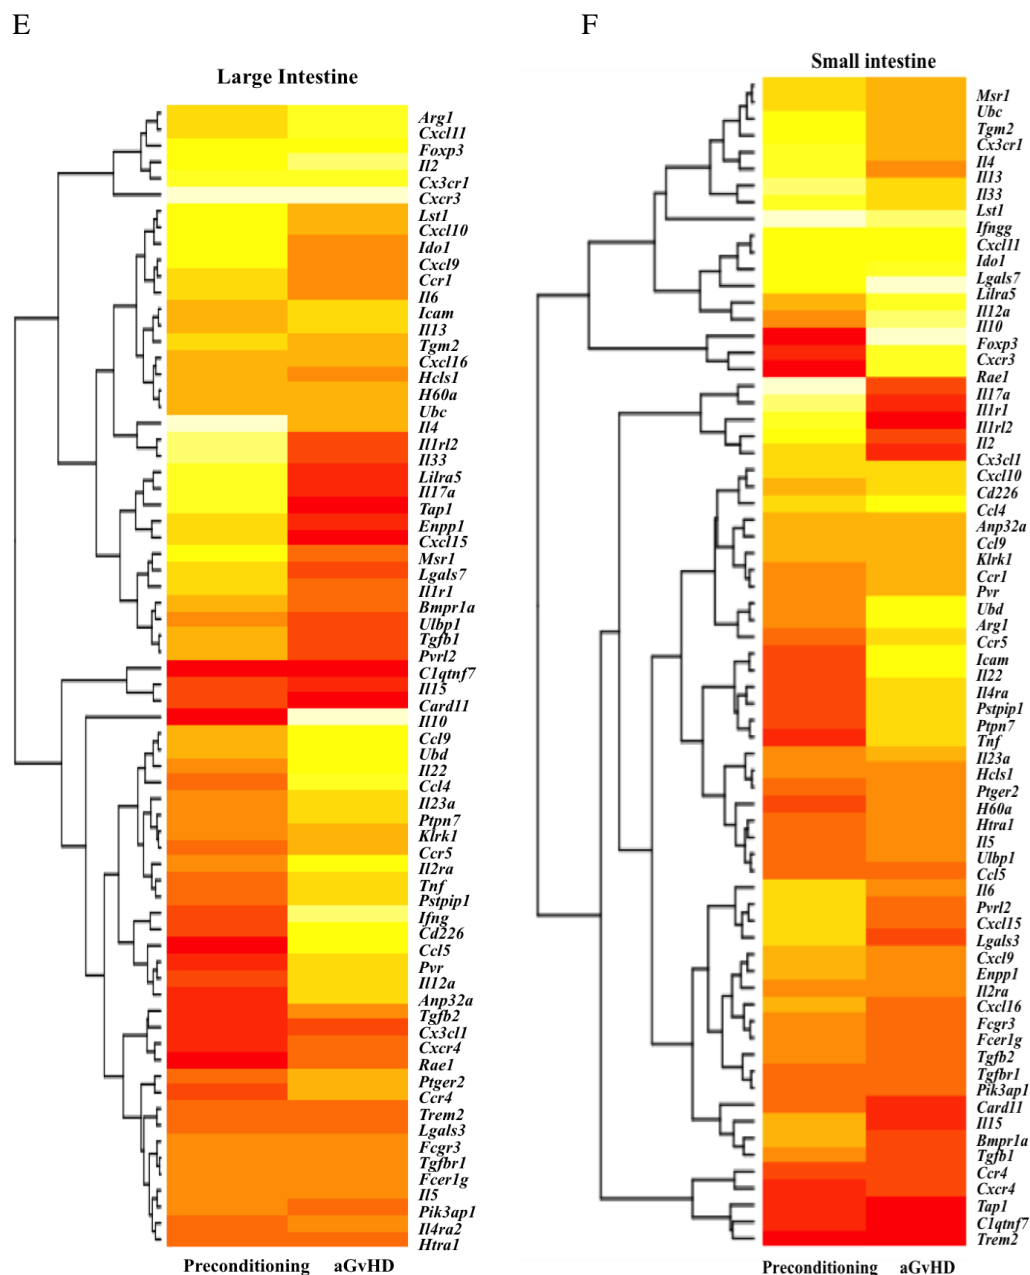 E
F
Large Intestine
Small intestine
Arg1
Cxcl11
Foxp3
Il2
Cx3cr1
Cxcr3
Lst1
Cxcl10
Ido1
Cxcl9
Ccr1
Il6
Icam
Il13
Tgm2
Cxcl16
Hcls1
H60a
Ubc
Il4
Il1rl2
Il33
Lilra5
Il17a
Tap1
Enpp1
Cxcl15
Msr1
Lgals7
Il1r1
Bmpr1a
Ulbp1
Tgfb1
Pvrl2
C1qtnf7
Il15
Card11
Il10
Ccl9
Ubd
Il22
Ccl4
Il23a
Ptpn7
Klrk1
Ccr5
Il2ra
Tnf
Pstpip1
Ifng
Cd226
Ccl5
Pvr
Il12a
Anp32a
Tgfb2
Cx3cl1
Cxcr4
Rae1
Ptger2
Ccr4
Trem2
Lgals3
Fcgr3
Tgfbr1
Fcer1g
Il5
Pik3ap1
Il4ra2
Htra1
Preconditioning aGvHD
Msr1
Ubc
Tgm2
Cx3cr1
Il4
Il13
Il33
Lst1
Ifngg
Cxcl11
Ido1
Lgals7
Lilra5
Il12a
Il10
Foxp3
Cxcr3
Rae1
Il17a
Il1r1
Il1rl2
Il2
Cx3cl1
Cxcl10
Cd226
Ccl4
Anp32a
Ccl9
Klrk1
Ccr1
Pvr
Ubd
Arg1
Ccr5
Icam
Il22
Il4ra
Pstpip1
Ptpn7
Tnf
Il23a
Hcls1
Ptger2
H60a
Htra1
Il5
Ulbp1
Ccl5
Il6
Pvrl2
Cxcl15
Lgals3
Cxcl9
Enpp1
Il2ra
Cxcl16
Fcgr3
Fcer1g
Tgfb2
Tgfbr1
Pik3ap1
Card11
Il15
Bmpr1a
Tgfb1
Ccr4
Cxcr4
Tap1
C1qtnf7
Trem2
Preconditioning aGvHD